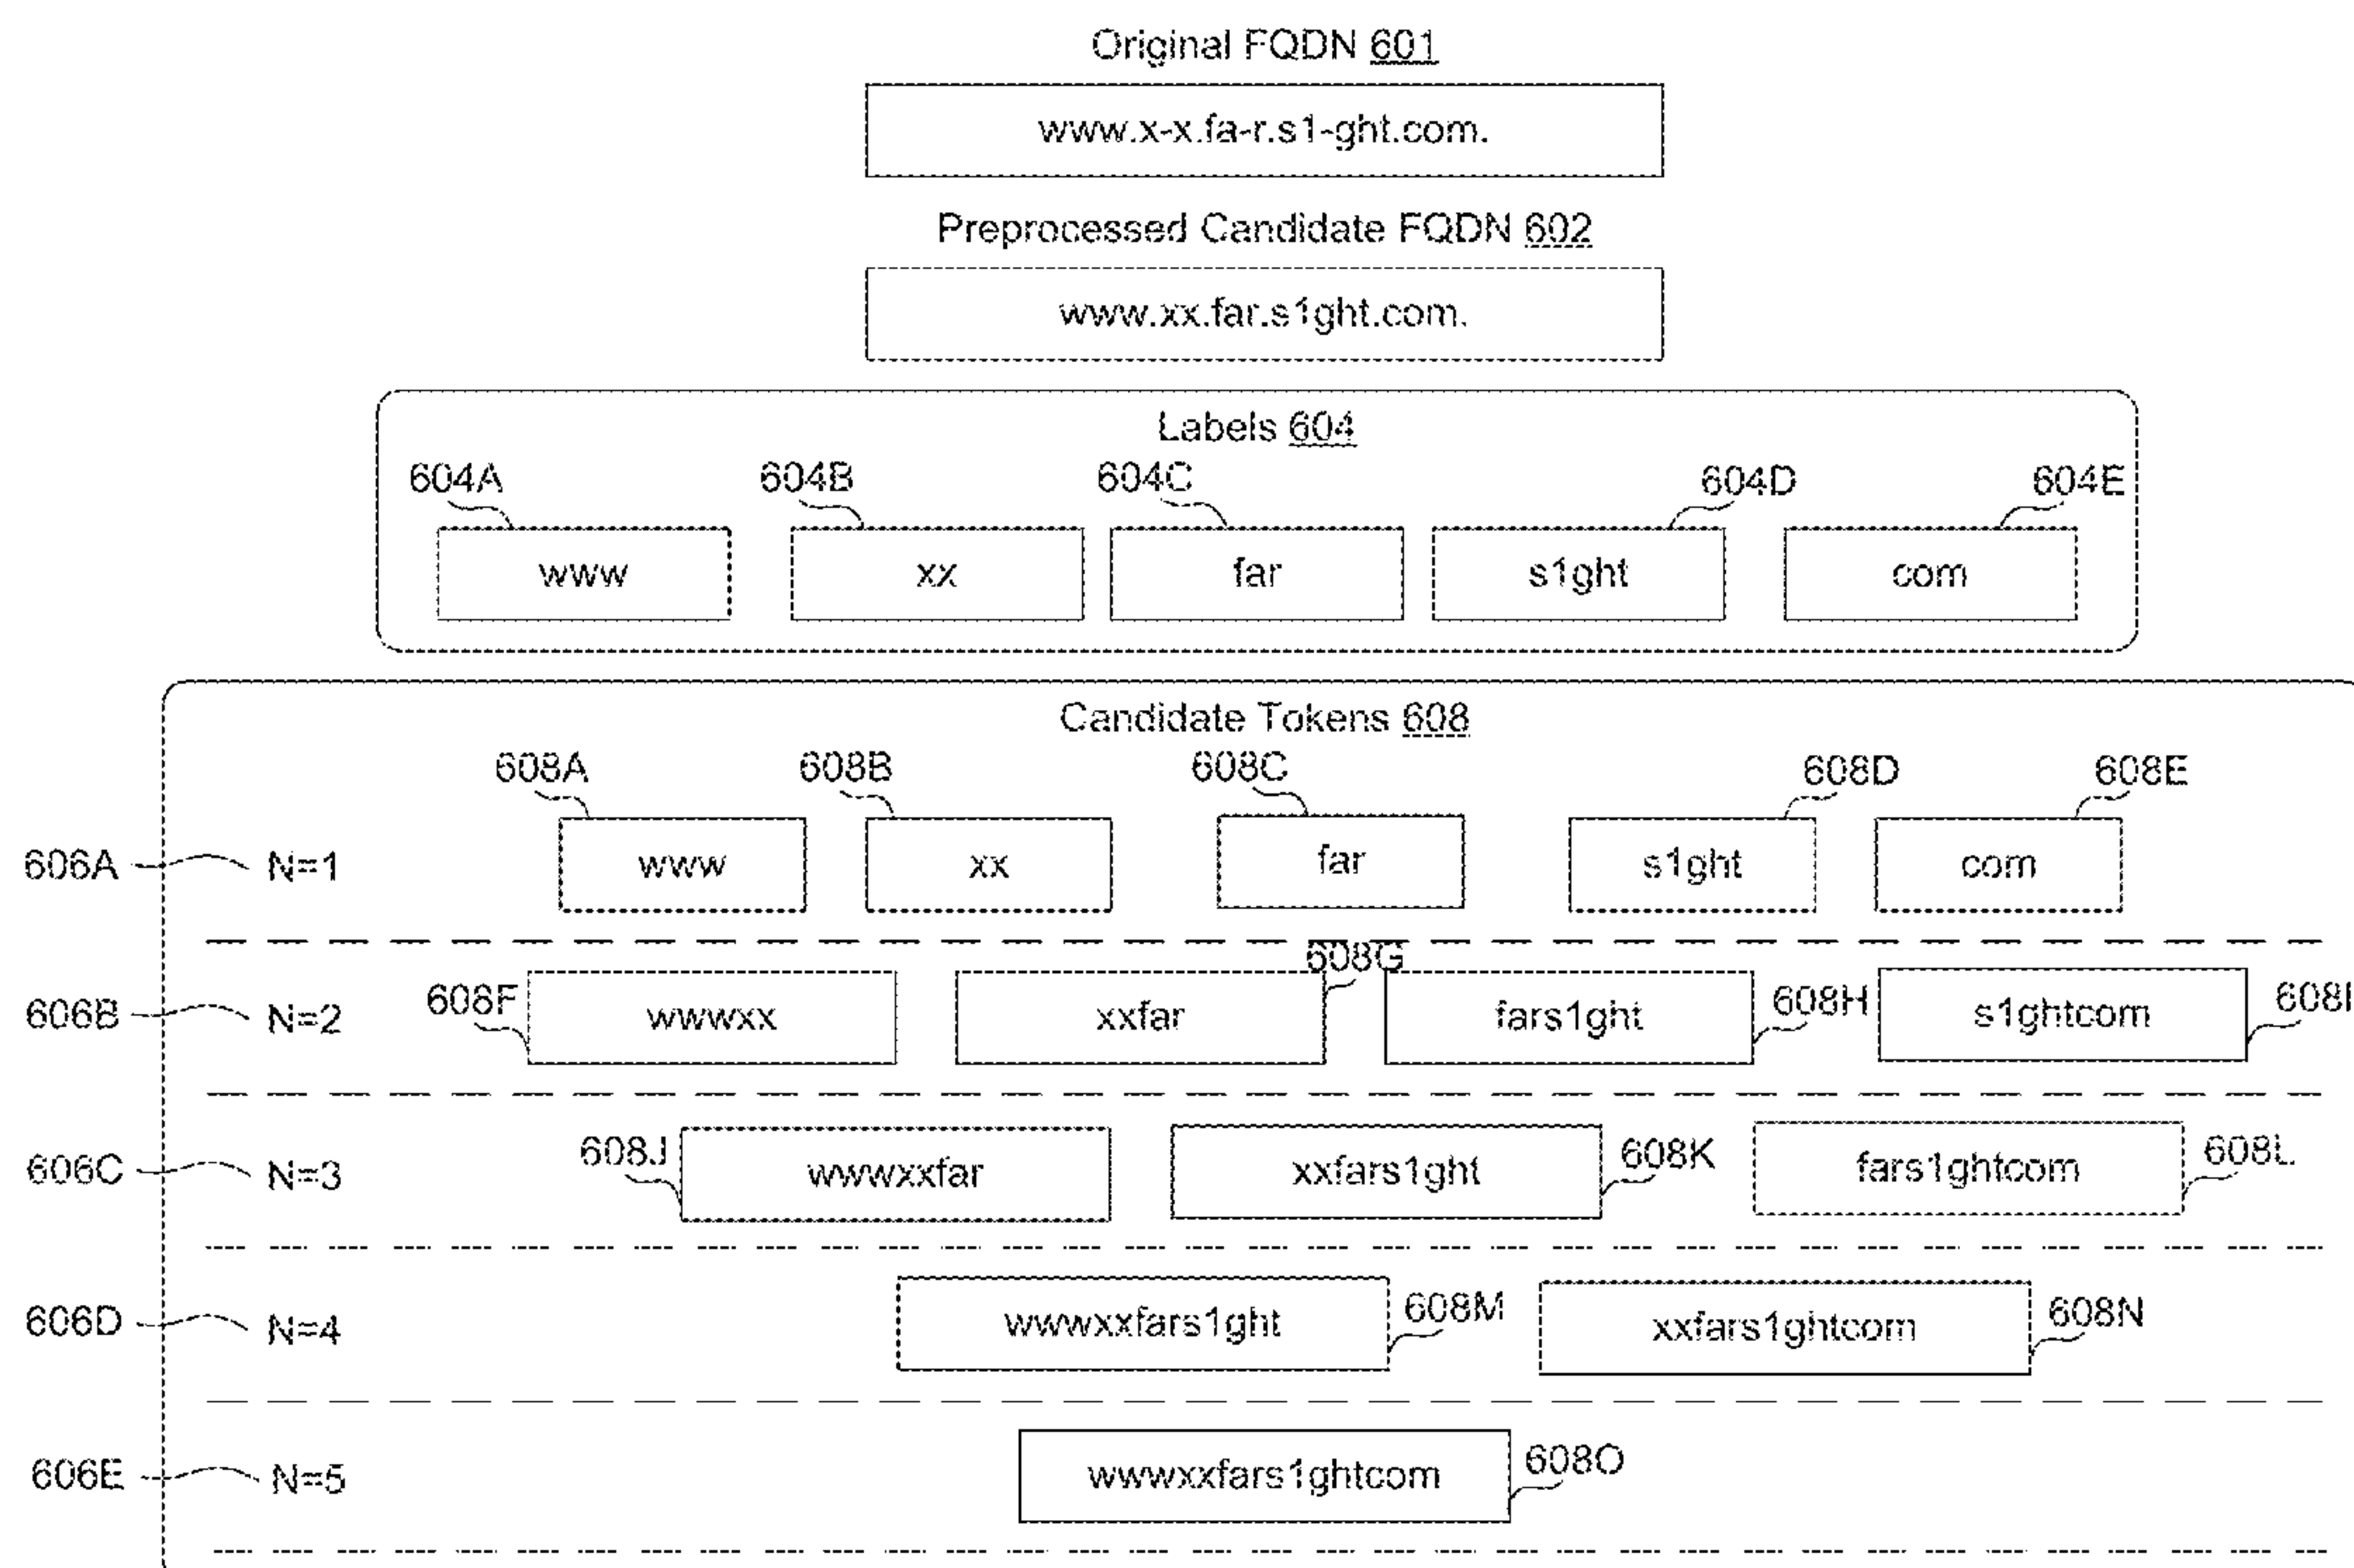 Original FQDN 601
www.x-x.fa-r.s1-ght.com.
Preprocessed Candidate FQDN 602
www.xx.far.s1ght.com.
Labels 604
604A 604B 604C 604D 604E
www xx far s1ght com
Candidate Tokens 608
608A 608B 608C 608D 608E
606A N=1 www xx far s1ght com
606B N=2 608F wwwxx xxfar 608G fars1ght 608H s1ghtcom 608I
606C N=3 608J wwwxxfar xxfars1ght 608K fars1ghtcom 608L
606D N=4 wwwxxfars1ght 608M xxfars1ghtcom 608N
606E N=5 wwwxxfars1ghtcom 608O